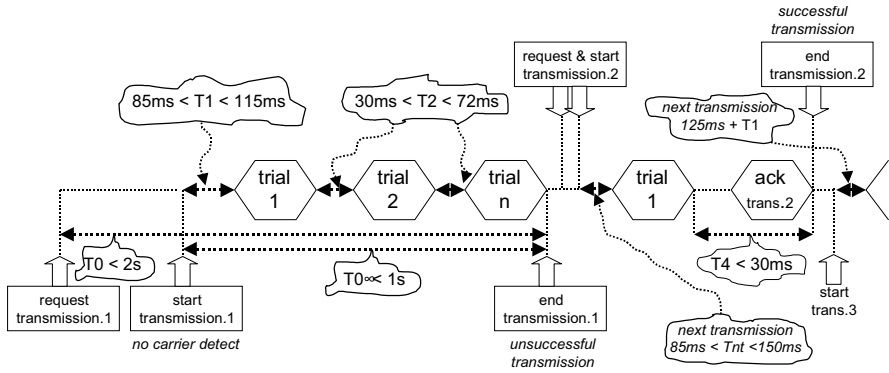 successful
transmission
request & start
transmission.2
end
transmission.2
85ms < T1 < 115ms
30ms < T2 < 72ms
next transmission
125ms + T1
trial
1
trial
2
trial
n
trial
1
ack
trans.2
T0 < 2s
T0∞< 1s
T4 < 30ms
request
transmission.1
start
transmission.1
end
transmission.1
start
trans.3
no carrier detect
unsuccessful
transmission
next transmission
85ms < Tnt <150ms